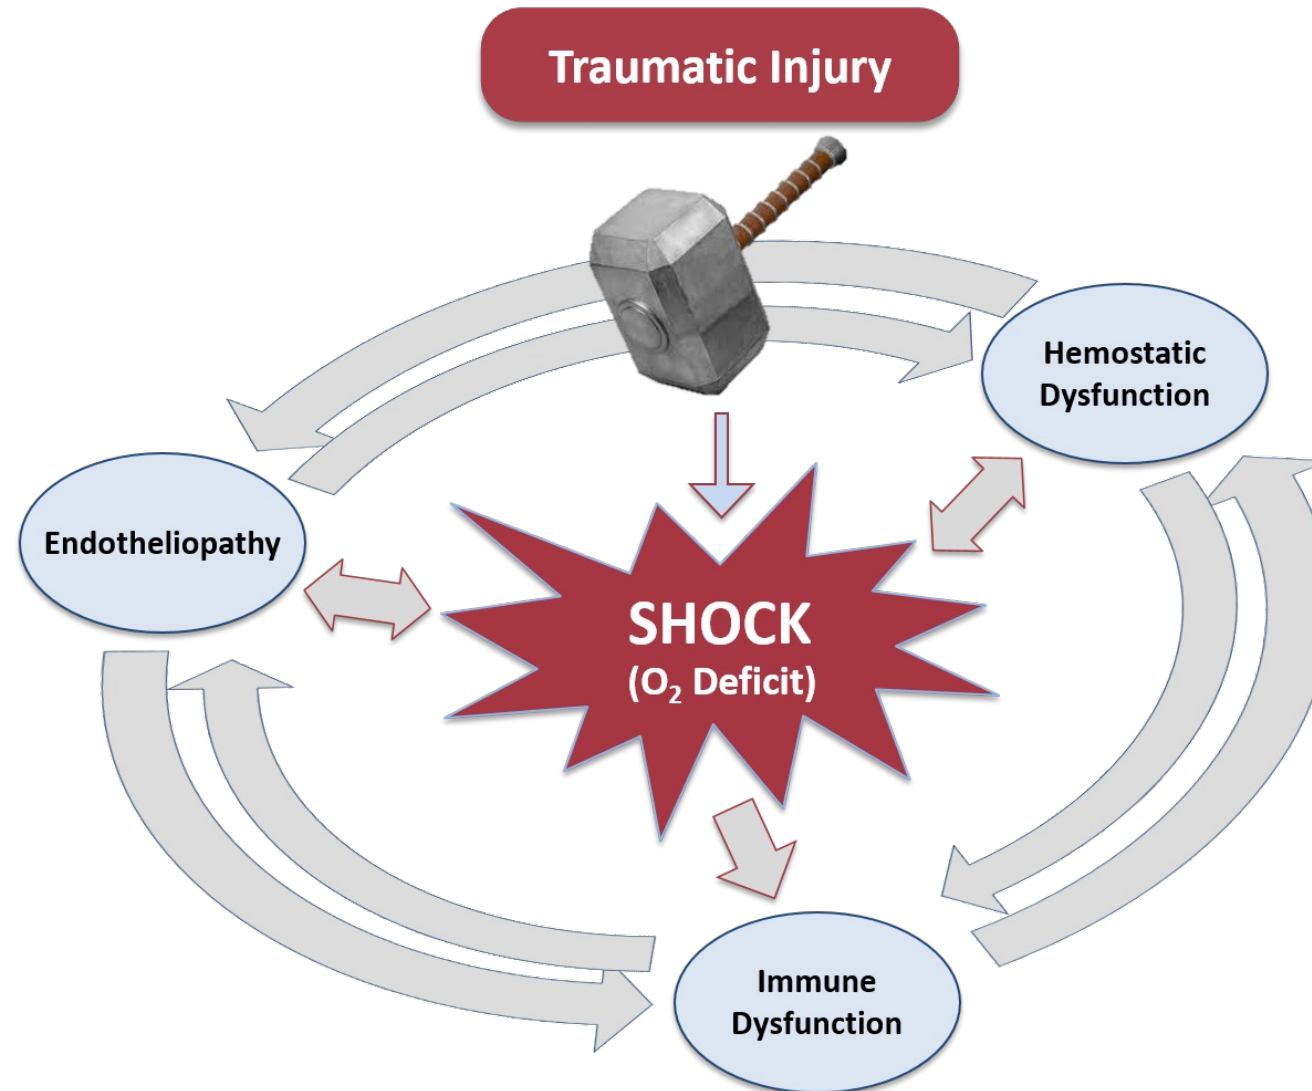 Traumatic Injury
Hemostatic
Dysfunction
Endotheliopathy
SHOCK
(O₂ Deficit)
Immune
Dysfunction